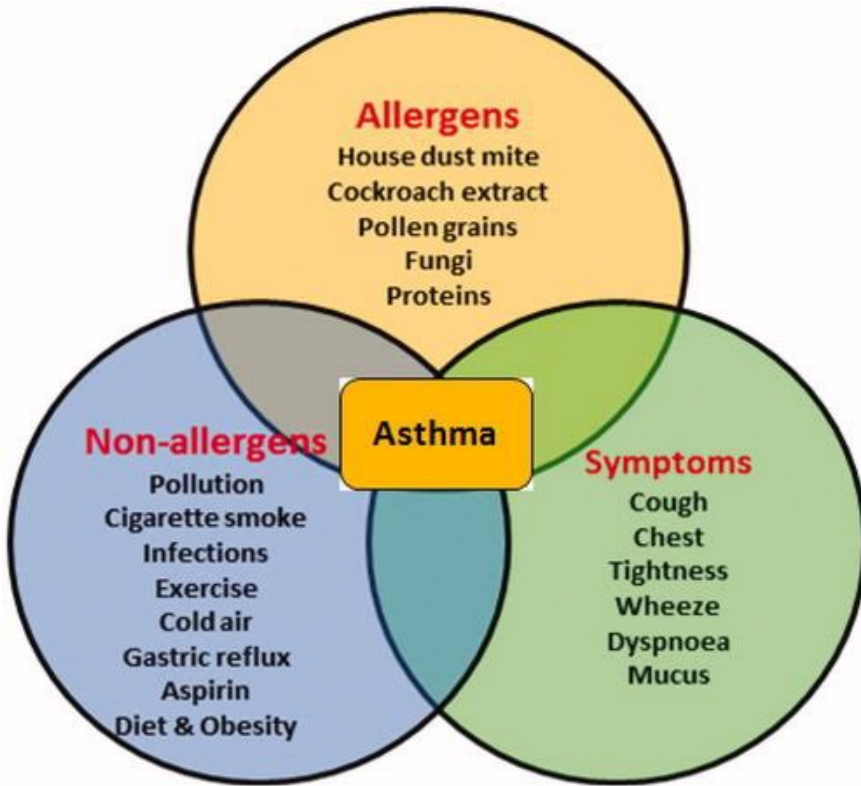 Allergens
House dust mite
Cockroach extract
Pollen grains
Fungi
Proteins
Asthma
Non-allergens
Pollution
Cigarette smoke
Infections
Exercise
Cold air
Gastric reflux
Aspirin
Diet & Obesity
Symptoms
Cough
Chest
Tightness
Wheeze
Dyspnoea
Mucus